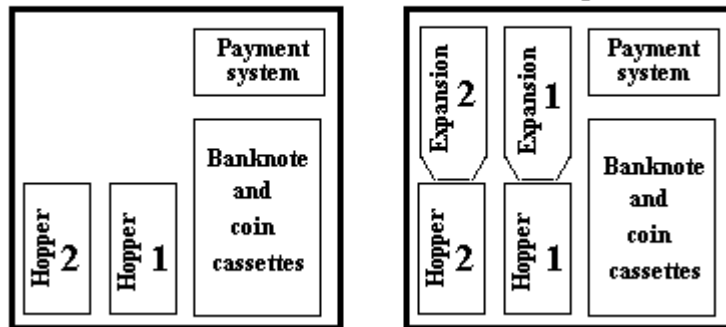 Payment
system
Banknote
and
coin
cassettes
Hopper 2
Hopper 1
Expansion 2
Expansion 1
Payment
system
Banknote
and
coin
cassettes
Hopper 2
Hopper 1